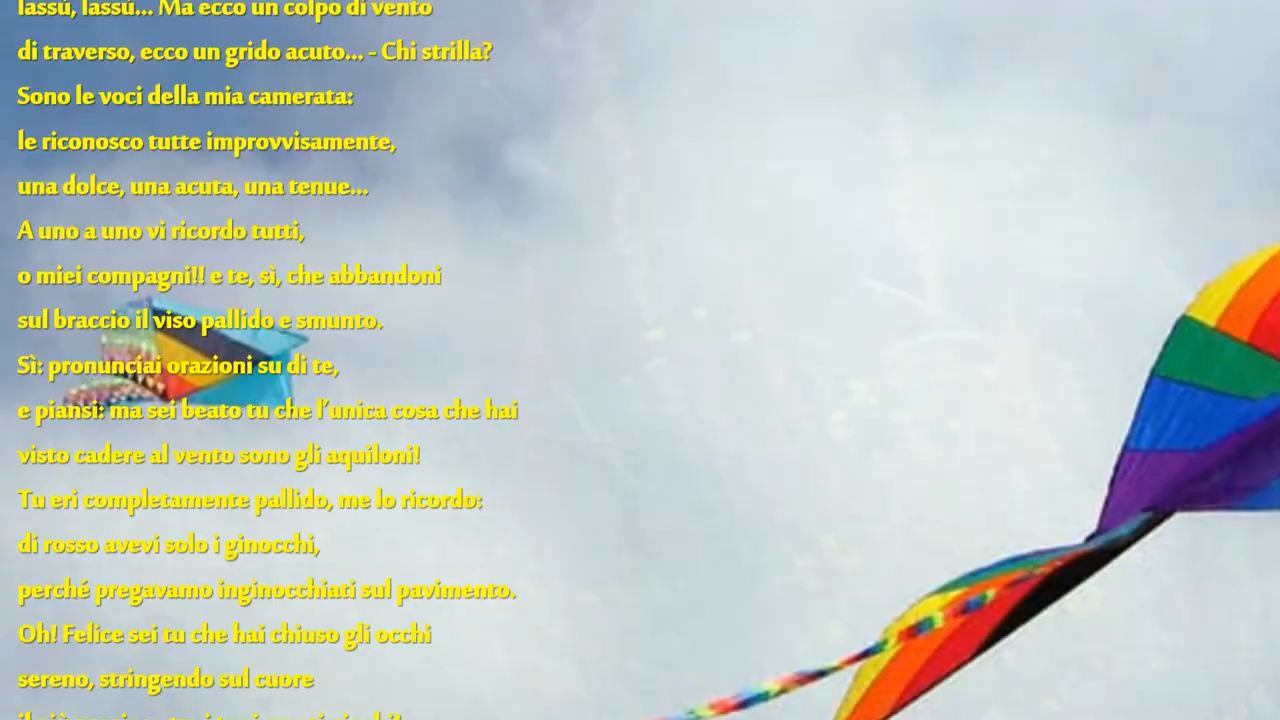 lassù, lassù... Ma ecco un colpo di vento
di traverso, ecco un grido acuto... - Chi strilla?
Sono le voci della mia camerata:
le riconosco tutte improvvisamente,
una dolce, una acuta, una tenue...
A uno a uno vi ricordo tutti,
o miei compagni!! e te, sì, che abbandoni
sul braccio il viso pallido e smunto.
Sì: pronunciai orazioni su di te,
e piansi: ma sei beato tu che l'unica cosa che hai
visto cadere al vento sono gli aquiloni!
Tu eri completamente pallido, me lo ricordo:
di rosso avevi solo i ginocchi,
perché pregavamo inginocchiati sul pavimento.
Oh! Felice sei tu che hai chiuso gli occhi
sereno, stringendo sul cuore